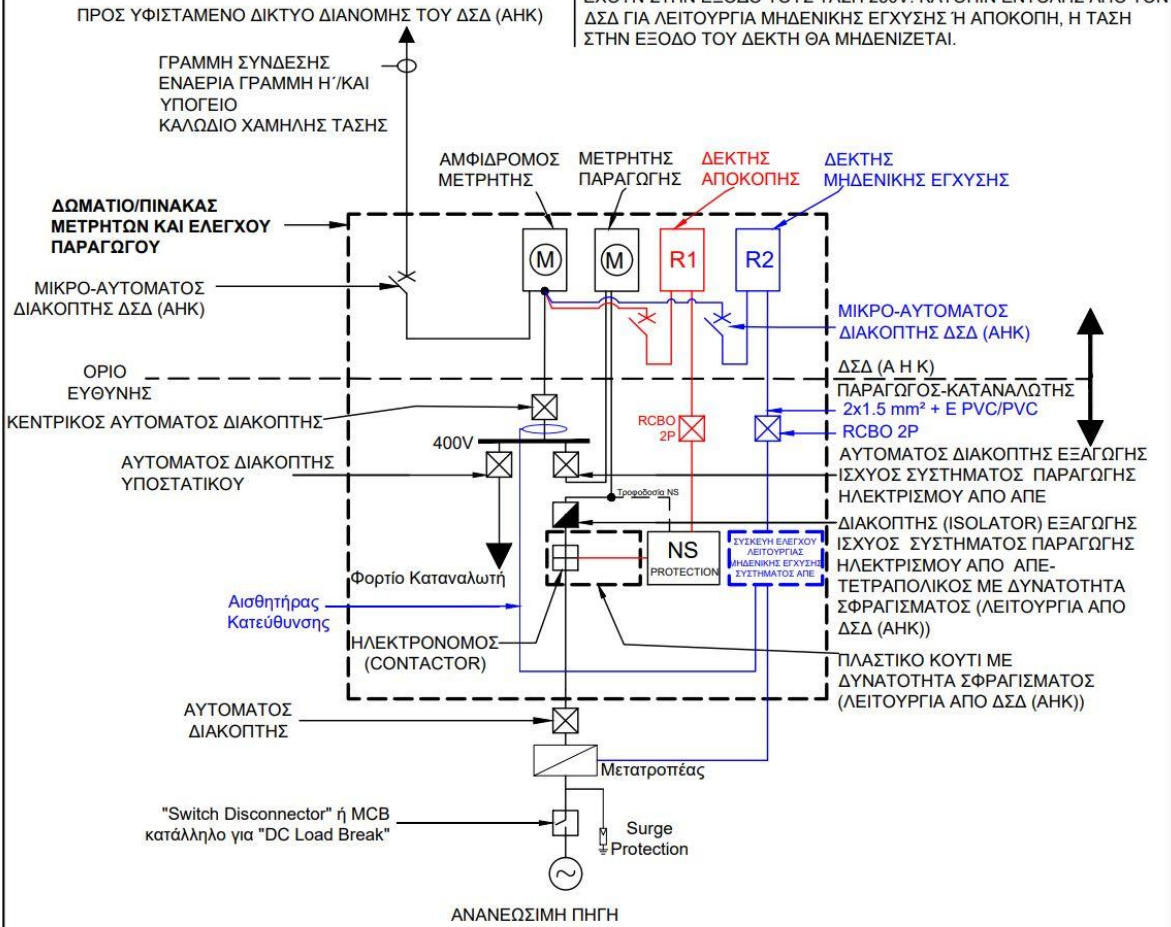 ΠΡΟΣ ΥΦΙΣΤΑΜΕΝΟ ΔΙΚΤΥΟ ΔΙΑΝΟΜΗΣ ΤΟΥ ΔΣΔ (ΑΗΚ)
ΔΣΔ ΓΙΑ ΛΕΙΤΟΥΡΓΙΑ ΜΗΔΕΝΙΚΗΣ ΕΓΧΥΣΗΣ Ή ΑΠΟΚΟΠΗ, Η ΤΑΣΗ
ΣΤΗΝ ΕΞΟΔΟ ΤΟΥ ΔΕΚΤΗ ΘΑ ΜΗΔΕΝΙΖΕΤΑΙ.
ΓΡΑΜΜΗ ΣΥΝΔΕΣΗΣ
ΕΝΑΕΡΙΑ ΓΡΑΜΜΗ Η΄/ΚΑΙ
ΥΠΟΓΕΙΟ
ΚΑΛΩΔΙΟ ΧΑΜΗΛΗΣ ΤΑΣΗΣ
ΑΜΦΙΔΡΟΜΟΣ
ΜΕΤΡΗΤΗΣ
ΜΕΤΡΗΤΗΣ
ΠΑΡΑΓΩΓΗΣ
ΔΕΚΤΗΣ
ΑΠΟΚΟΠΗΣ
ΔΕΚΤΗΣ
ΜΗΔΕΝΙΚΗΣ ΕΓΧΥΣΗΣ
ΔΩΜΑΤΙΟ/ΠΙΝΑΚΑΣ
ΜΕΤΡΗΤΩΝ ΚΑΙ ΕΛΕΓΧΟΥ
ΠΑΡΑΓΩΓΟΥ
M
M
R1
R2
ΜΙΚΡΟ-ΑΥΤΟΜΑΤΟΣ
ΔΙΑΚΟΠΤΗΣ ΔΣΔ (ΑΗΚ)
ΜΙΚΡΟ-ΑΥΤΟΜΑΤΟΣ
ΔΙΑΚΟΠΤΗΣ ΔΣΔ (ΑΗΚ)
ΟΡΙΟ
ΕΥΘΥΝΗΣ
ΔΣΔ (Α Η Κ)
ΠΑΡΑΓΩΓΟΣ-ΚΑΤΑΝΑΛΩΤΗΣ
2x1.5 mm² + E PVC/PVC
RCBO 2P
ΚΕΝΤΡΙΚΟΣ ΑΥΤΟΜΑΤΟΣ ΔΙΑΚΟΠΤΗΣ
RCBO
2P
400V
ΑΥΤΟΜΑΤΟΣ ΔΙΑΚΟΠΤΗΣ
ΥΠΟΣΤΑΤΙΚΟΥ
ΑΥΤΟΜΑΤΟΣ ΔΙΑΚΟΠΤΗΣ ΕΞΑΓΩΓΗΣ
ΙΣΧΥΟΣ ΣΥΣΤΗΜΑΤΟΣ ΠΑΡΑΓΩΓΗΣ
ΗΛΕΚΤΡΙΣΜΟΥ ΑΠΟ ΑΠΕ
Τροφοδοσία NS
ΔΙΑΚΟΠΤΗΣ (ISOLATOR) ΕΞΑΓΩΓΗΣ
ΙΣΧΥΟΣ ΣΥΣΤΗΜΑΤΟΣ ΠΑΡΑΓΩΓΗΣ
ΗΛΕΚΤΡΙΣΜΟΥ ΑΠΟ ΑΠΕ-
ΤΕΤΡΑΠΟΛΙΚΟΣ ΜΕ ΔΥΝΑΤΟΤΗΤΑ
ΣΦΡΑΓΙΣΜΑΤΟΣ (ΛΕΙΤΟΥΡΓΙΑ ΑΠΟ
ΔΣΔ (ΑΗΚ))
NS
PROTECTION
ΣΥΣΚΕΥΗ ΕΛΕΓΧΟΥ
ΛΕΙΤΟΥΡΓΙΑΣ
ΜΗΔΕΝΙΚΗΣ ΕΓΧΥΣΗΣ
ΣΥΣΤΗΜΑΤΟΣ ΑΠΕ
Φορτίο Καταναλωτή
Αισθητήρας
Κατεύθυνσης
ΗΛΕΚΤΡΟΝΟΜΟΣ
(CONTACTOR)
ΠΛΑΣΤΙΚΟ ΚΟΥΤΙ ΜΕ
ΔΥΝΑΤΟΤΗΤΑ ΣΦΡΑΓΙΣΜΑΤΟΣ
(ΛΕΙΤΟΥΡΓΙΑ ΑΠΟ ΔΣΔ (ΑΗΚ))
ΑΥΤΟΜΑΤΟΣ
ΔΙΑΚΟΠΤΗΣ
Μετατροπέας
"Switch Disconnector" ή MCB
κατάλληλο για "DC Load Break"
Surge
Protection
ΑΝΑΝΕΩΣΙΜΗ ΠΗΓΗ